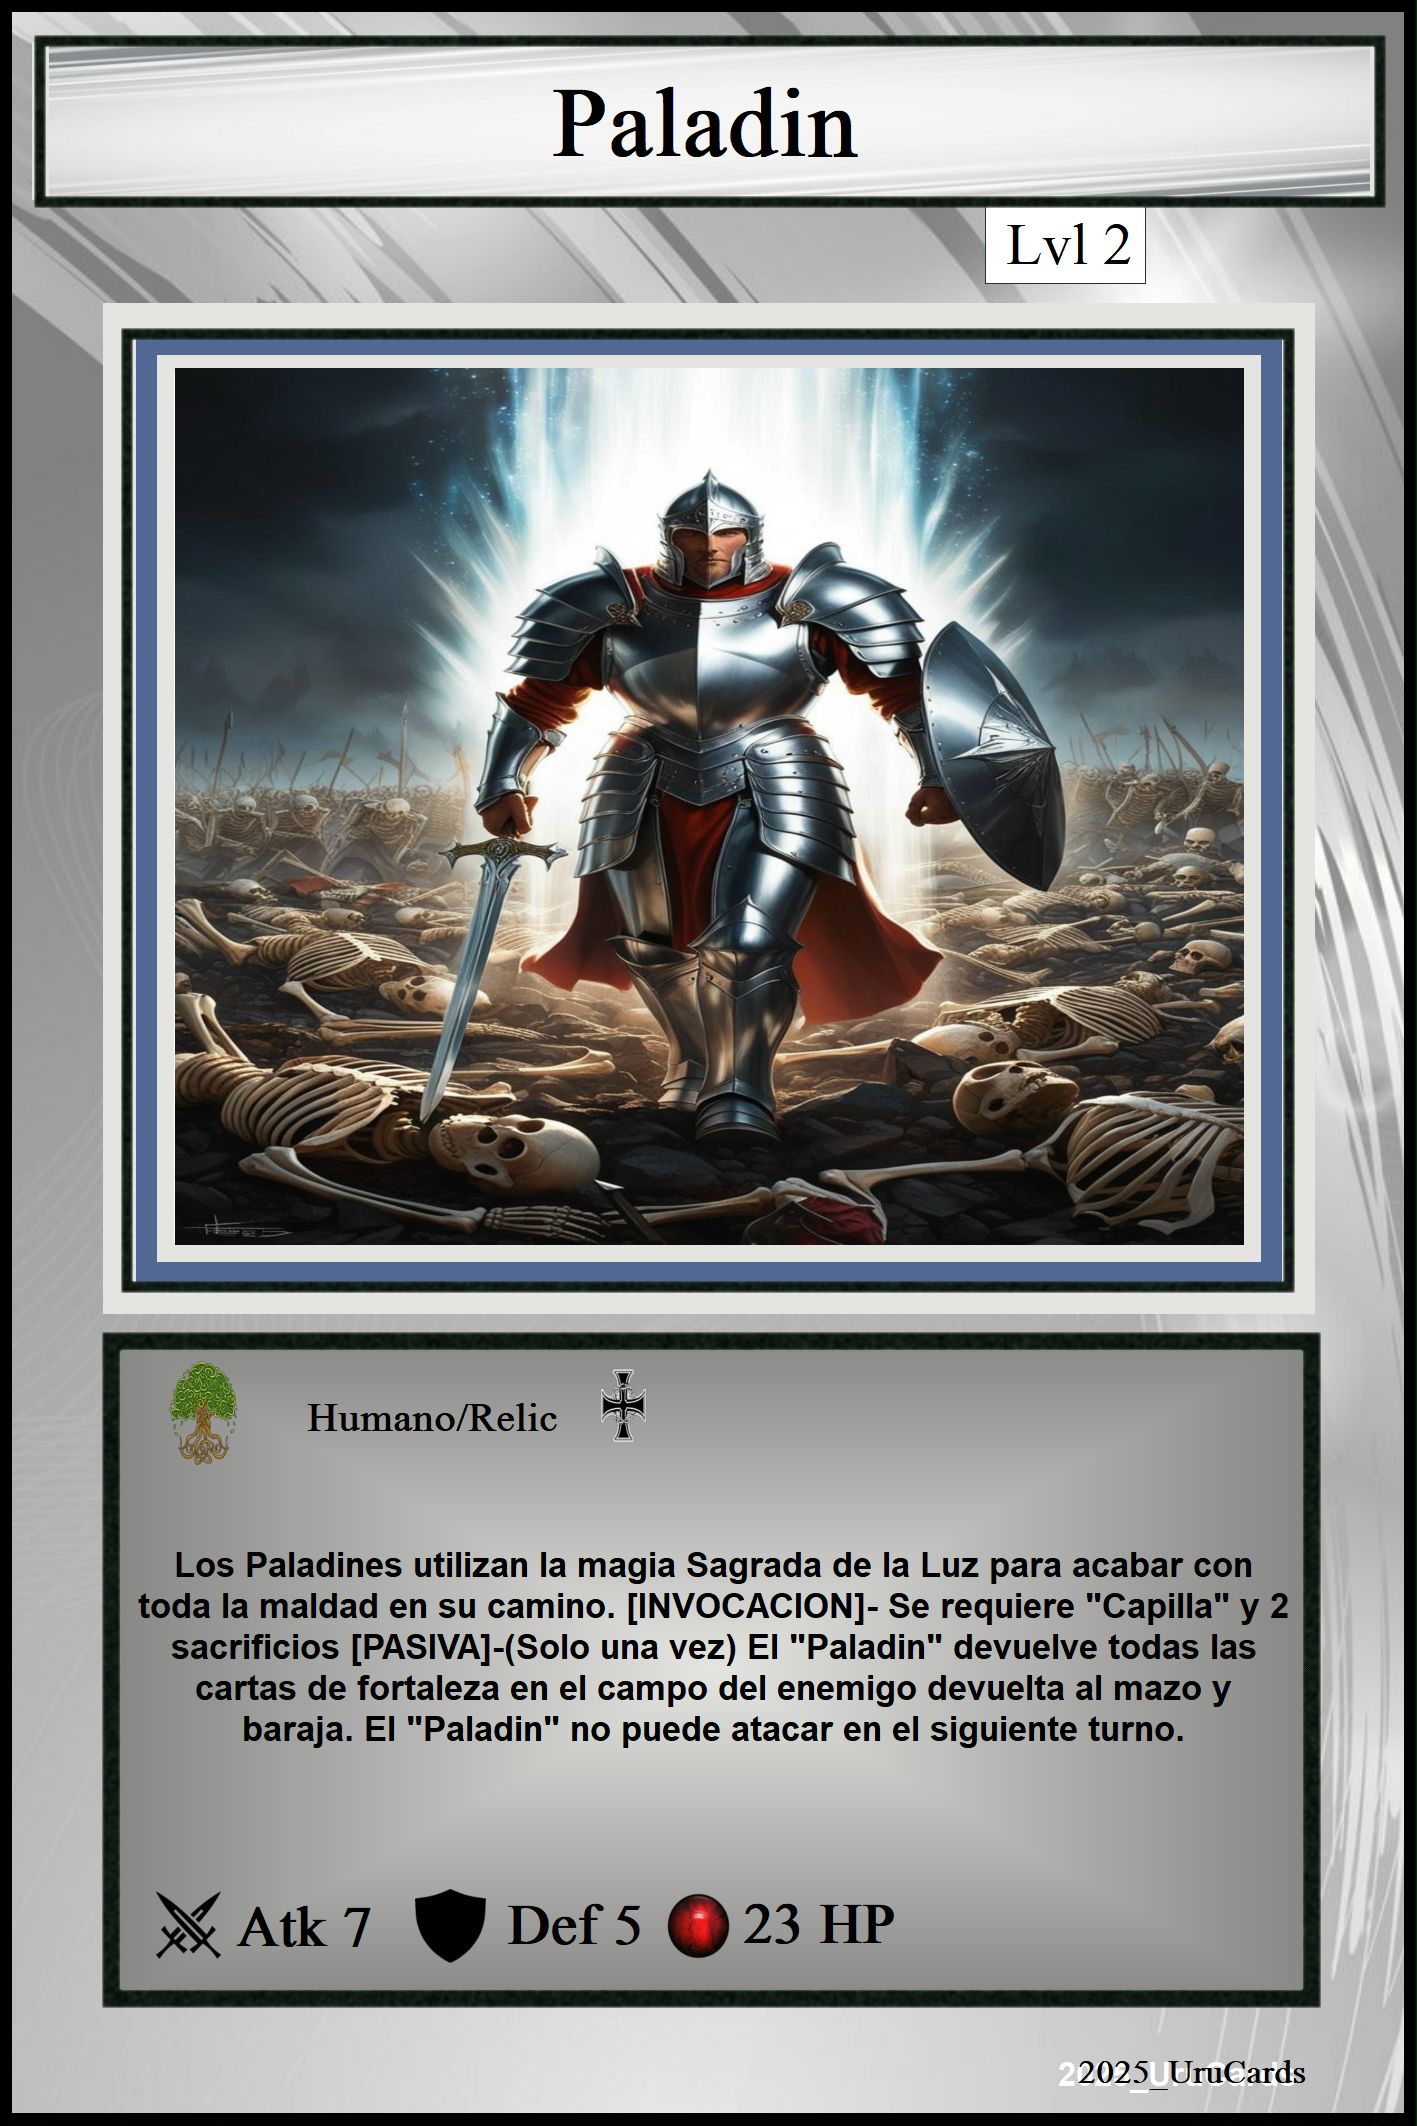 Paladin
Lvl 2
Humano/Relic
Los Paladines utilizan la magia Sagrada de la Luz para acabar con
toda la maldad en su camino. [INVOCACION]- Se requiere "Capilla" y 2
sacrificios [PASIVA]-(Solo una vez) El "Paladin" devuelve todas las
cartas de fortaleza en el campo del enemigo devuelta al mazo y
baraja. El "Paladin" no puede atacar en el siguiente turno.
Atk 7 Def 5 23 HP
2025_UruCards